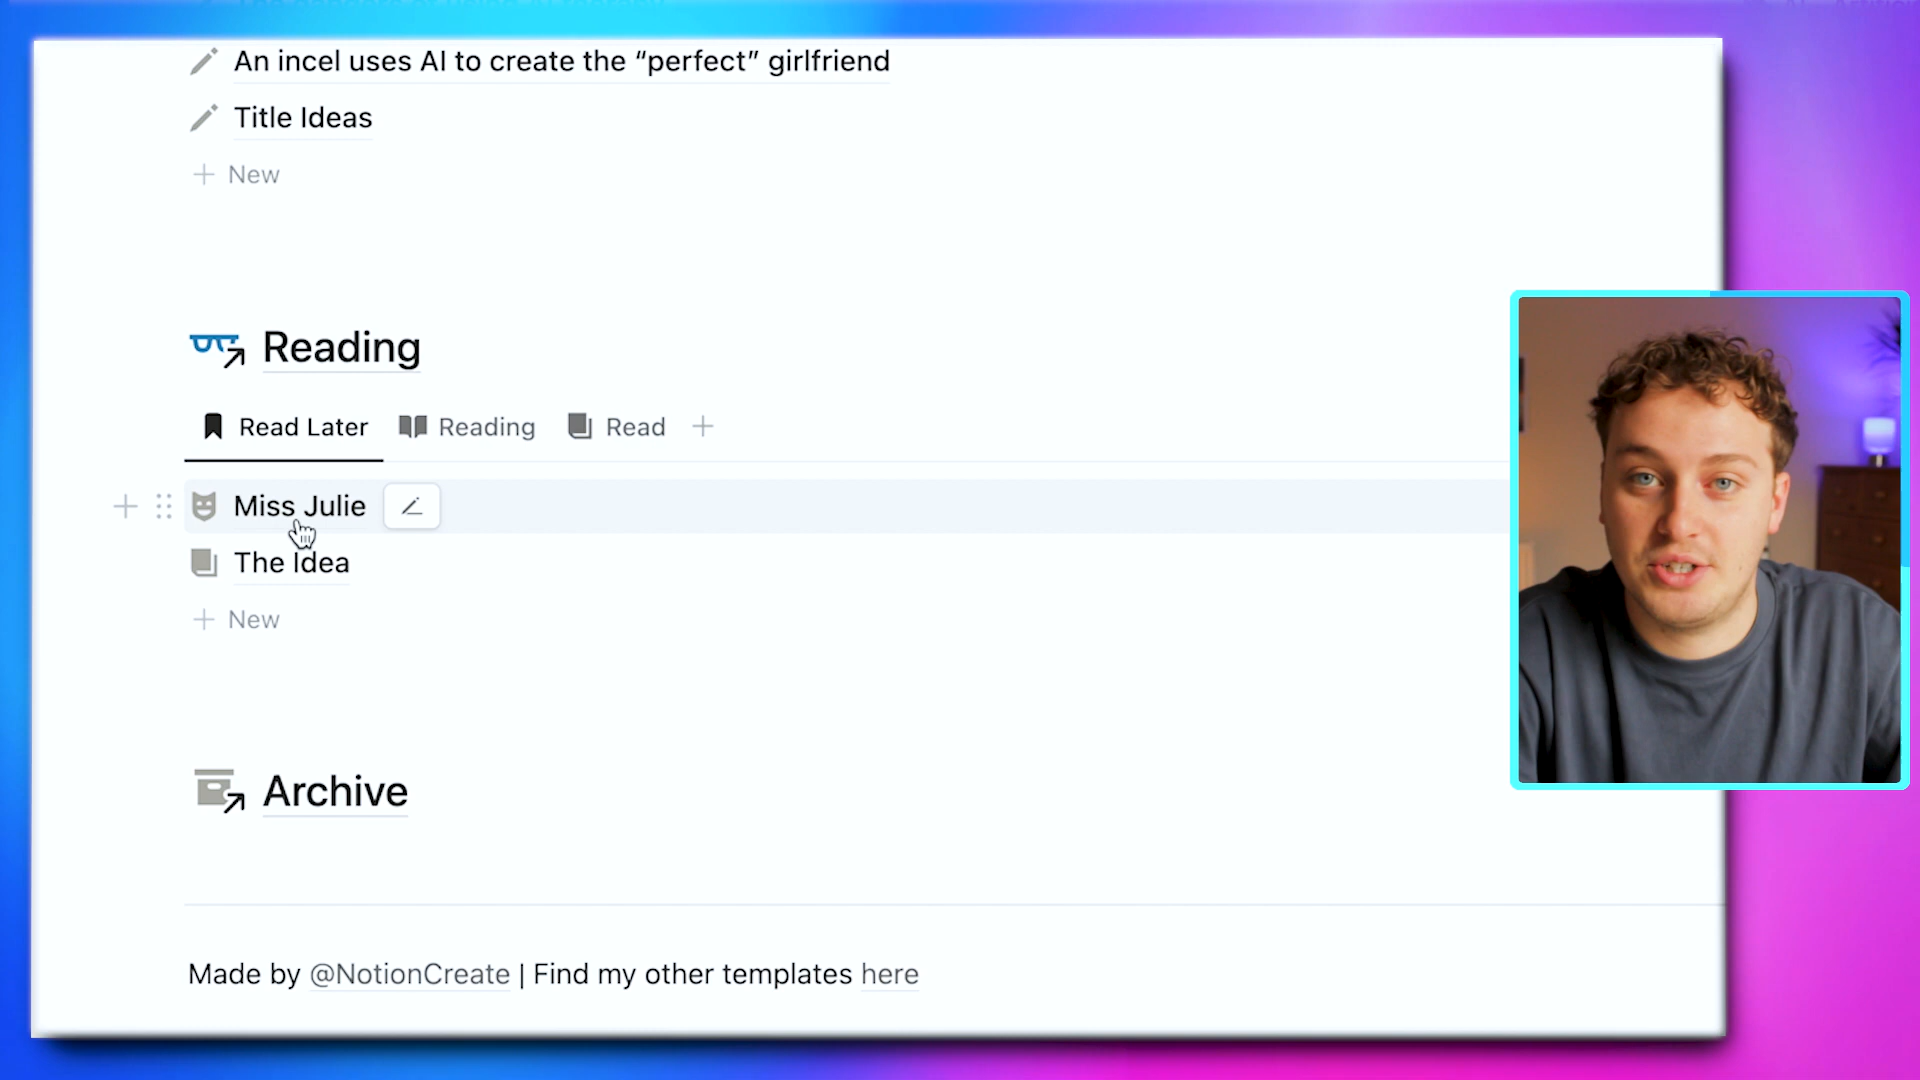 An incel uses AI to create the “perfect” girlfriend
Title Ideas
New
Reading
Read Later
Reading
Read
Miss Julie
The Idea
New
Archive
Made by @NotionCreate | Find my other templates here